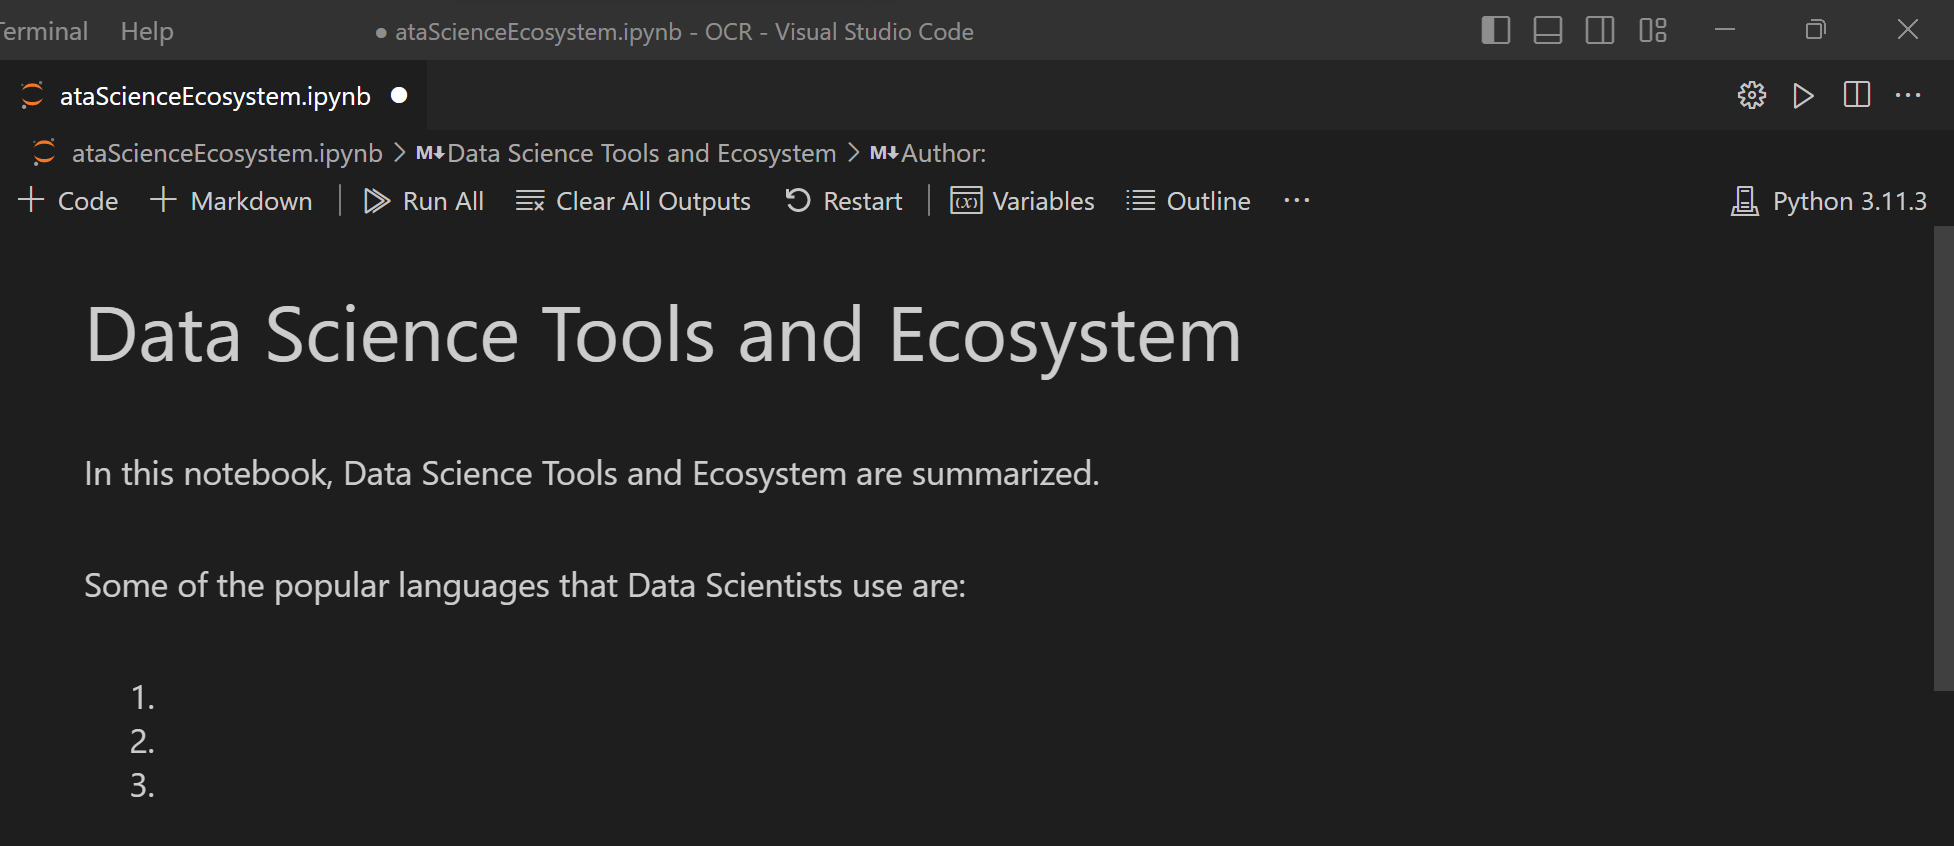 erminal Help ● ataScienceEcosystem.ipynb - OCR - Visual Studio Code
ataScienceEcosystem.ipynb ●
ataScienceEcosystem.ipynb > M↓Data Science Tools and Ecosystem > M↓Author:
+ Code + Markdown | Run All Clear All Outputs Restart | (x) Variables Outline ... Python 3.11.3
Data Science Tools and Ecosystem
In this notebook, Data Science Tools and Ecosystem are summarized.
Some of the popular languages that Data Scientists use are:
1.
2.
3.